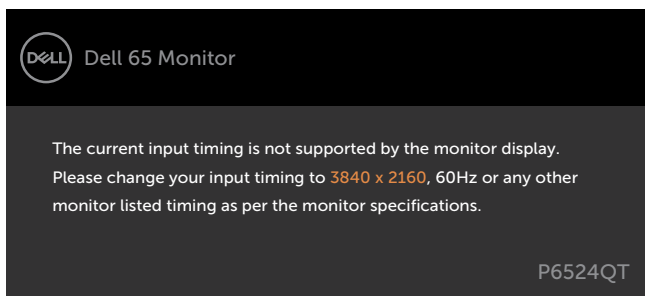 DELL Dell 65 Monitor
The current input timing is not supported by the monitor display.
Please change your input timing to 3840 x 2160, 60Hz or any other
monitor listed timing as per the monitor specifications.
P6524QT